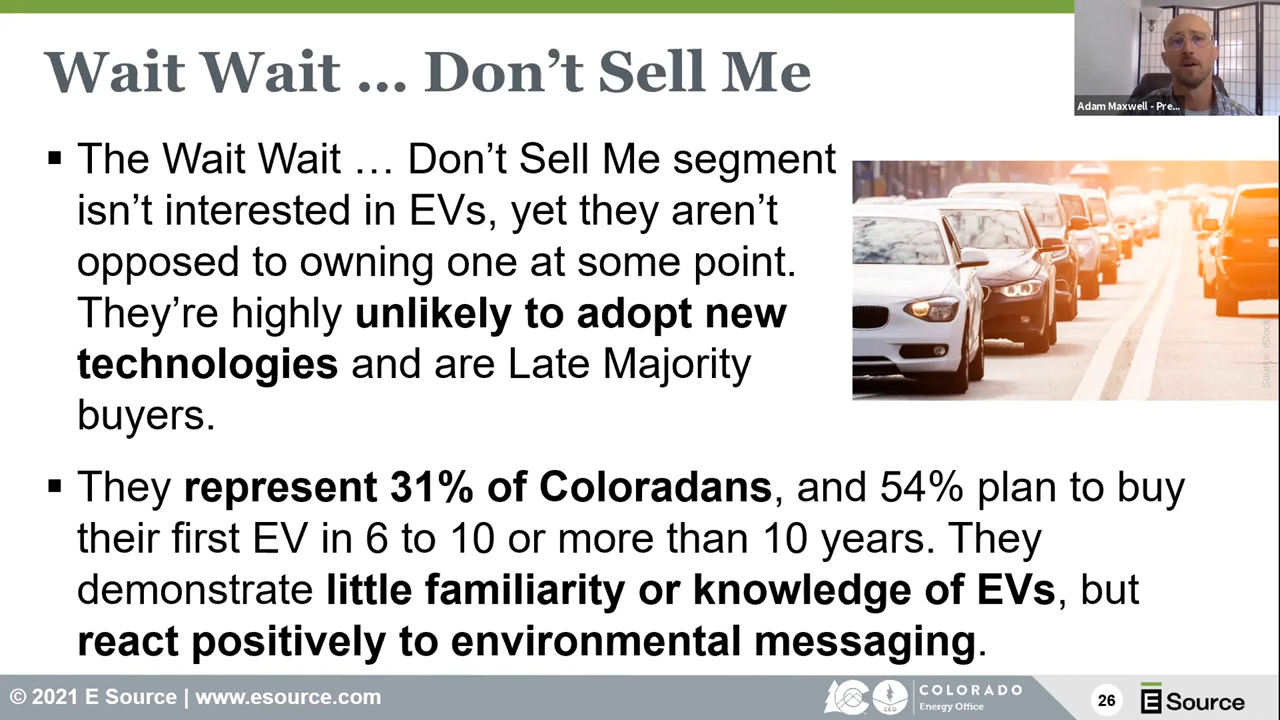 Wait Wait … Don’t Sell Me
Adam Maxwell - Pre...
▪ The Wait Wait … Don’t Sell Me segment
isn’t interested in EVs, yet they aren’t
opposed to owning one at some point.
They’re highly unlikely to adopt new
technologies and are Late Majority
buyers.
Source: iStock
▪ They represent 31% of Coloradans, and 54% plan to buy
their first EV in 6 to 10 or more than 10 years. They
demonstrate little familiarity or knowledge of EVs, but
react positively to environmental messaging.
© 2021 E Source | www.esource.com
CEO
COLORADO
Energy Office
26
E Source